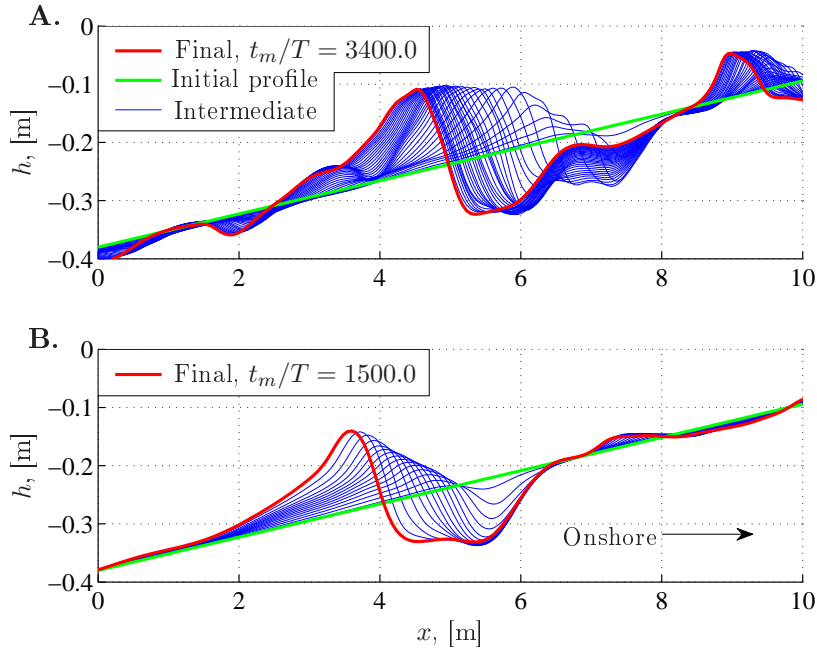 A.
0
−0.1
−0.2
−0.3
−0.4
h, [m]
Final, t_m/T = 3400.0
Initial profile
Intermediate
0 2 4 6 8 10
B.
0
−0.1
−0.2
−0.3
−0.4
h, [m]
Final, t_m/T = 1500.0
Onshore
0 2 4 6 8 10
x, [m]